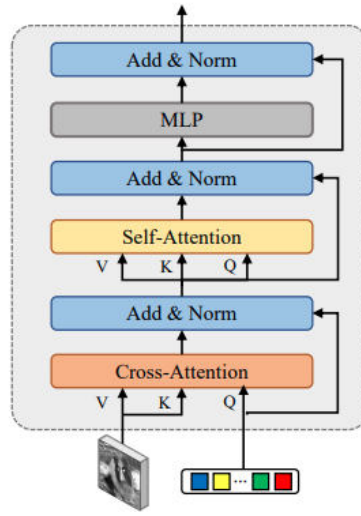 Add & Norm
MLP
Add & Norm
Self-Attention
V K Q
Add & Norm
Cross-Attention
V K Q
...